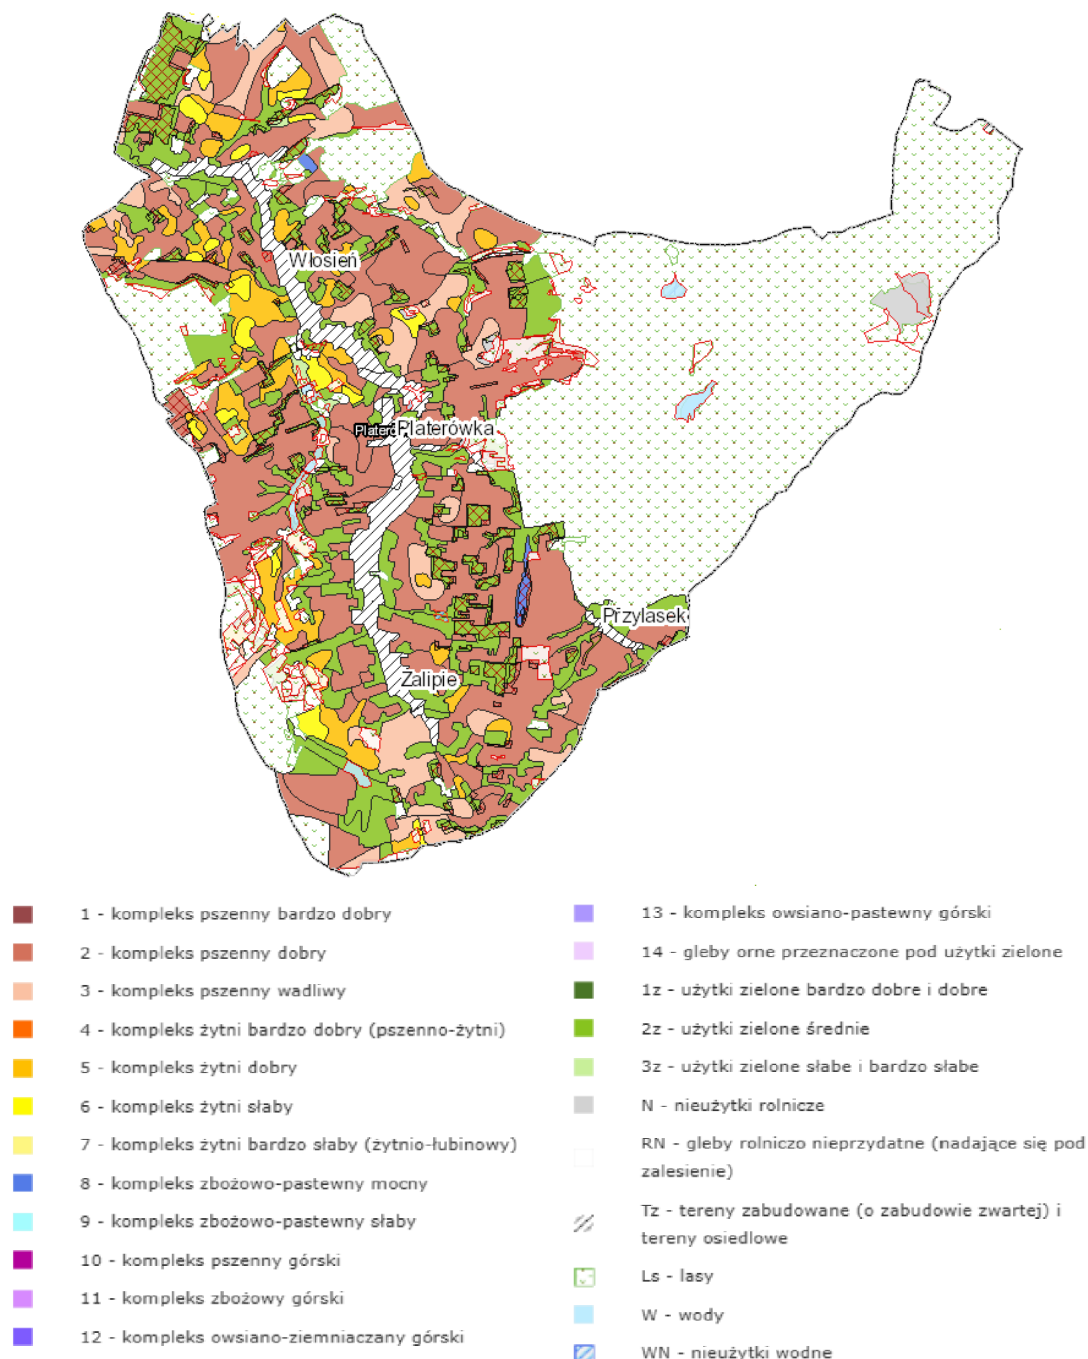 Włosień
Platerówka
Przylasek
Zalipie
1 - kompleks pszenny bardzo dobry
2 - kompleks pszenny dobry
3 - kompleks pszenny wadliwy
4 - kompleks żytni bardzo dobry (pszenno-żytni)
5 - kompleks żytni dobry
6 - kompleks żytni słaby
7 - kompleks żytni bardzo słaby (żytnio-łubinowy)
8 - kompleks zbożowo-pastewny mocny
9 - kompleks zbożowo-pastewny słaby
10 - kompleks pszenny górski
11 - kompleks zbożowy górski
12 - kompleks owsiano-ziemniaczany górski
13 - kompleks owsiano-pastewny górski
14 - gleby orne przeznaczone pod użytki zielone
1z - użytki zielone bardzo dobre i dobre
2z - użytki zielone średnie
3z - użytki zielone słabe i bardzo słabe
N - nieużytki rolnicze
RN - gleby rolniczo nieprzydatne (nadające się pod
zalesienie)
Tz - tereny zabudowane (o zabudowie zwartej) i
tereny osiedlowe
Ls - lasy
W - wody
WN - nieużytki wodne